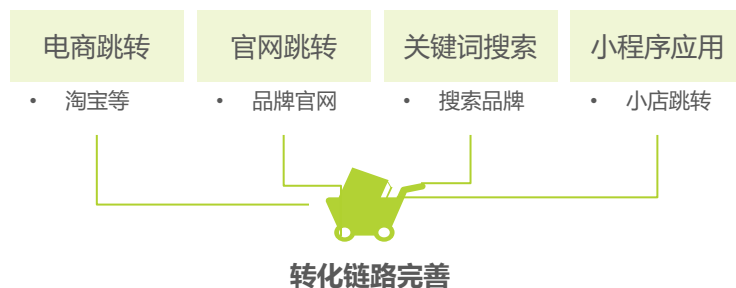 电商跳转 官网跳转 关键词搜索 小程序应用
• 淘宝等 • 品牌官网 • 搜索品牌 • 小店跳转
转化链路完善